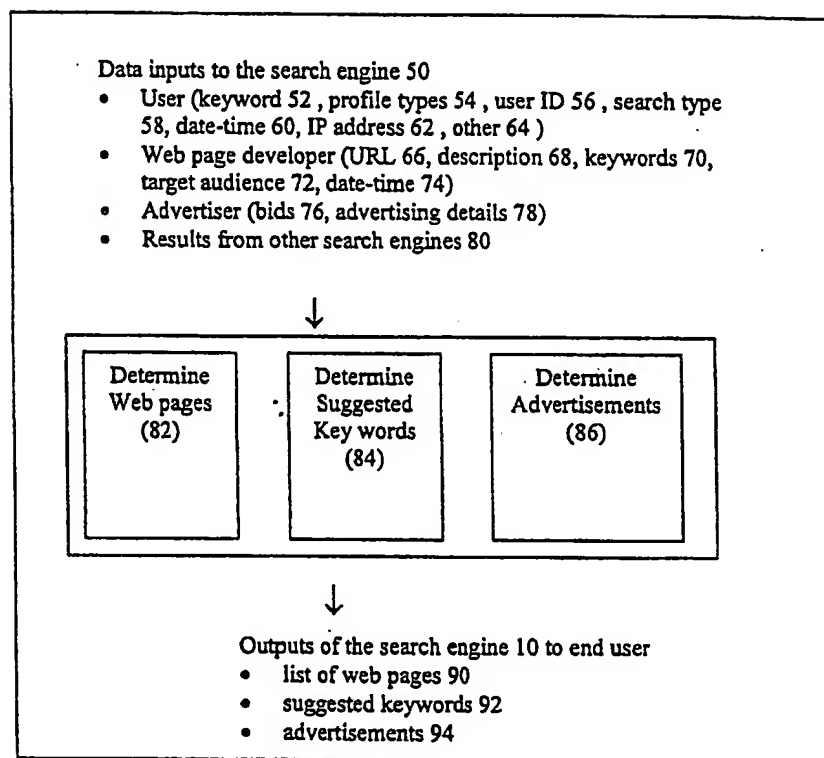 Data inputs to the search engine 50
• User (keyword 52 , profile types 54 , user ID 56 , search type
58, date-time 60, IP address 62 , other 64 )
• Web page developer (URL 66, description 68, keywords 70,
target audience 72, date-time 74)
• Advertiser (bids 76, advertising details 78)
• Results from other search engines 80
↓
Determine
Web pages
(82)
Determine
Suggested
Key words
(84)
Determine
Advertisements
(86)
↓
Outputs of the search engine 10 to end user
• list of web pages 90
• suggested keywords 92
• advertisements 94